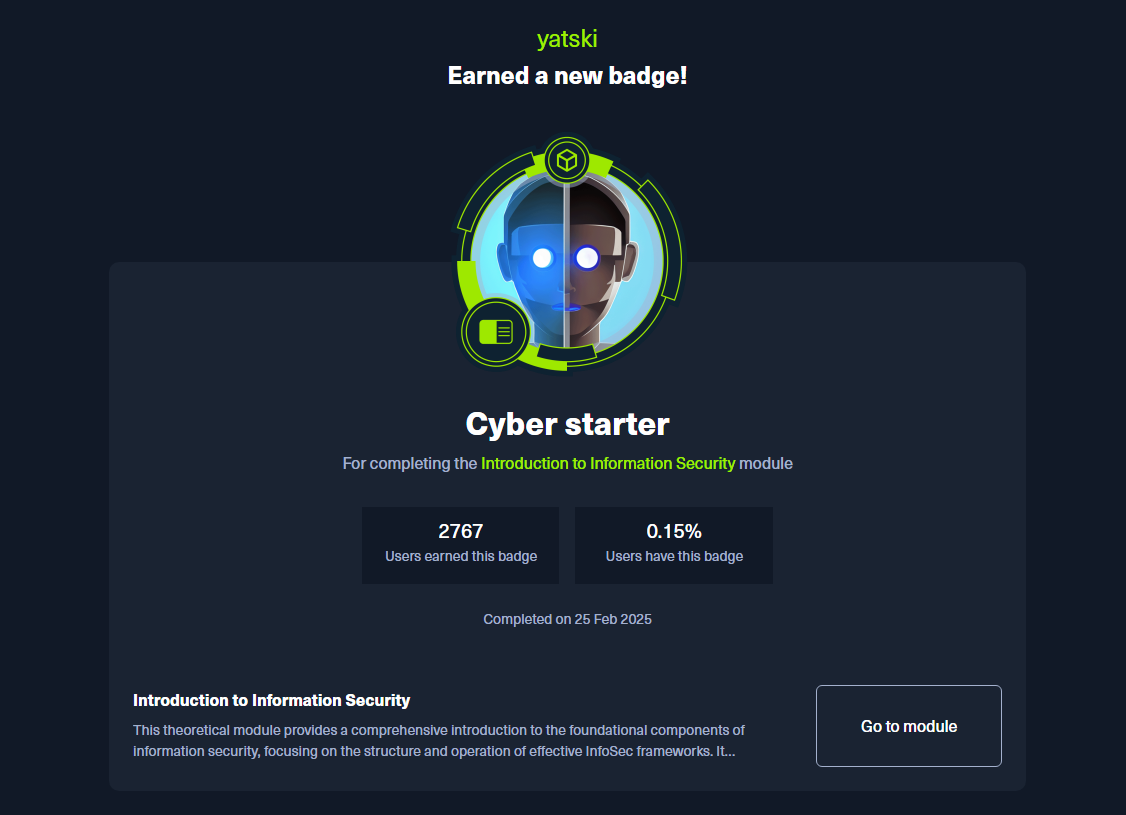 yatski
Earned a new badge!
Cyber starter
For completing the Introduction to Information Security module
2767
Users earned this badge
0.15%
Users have this badge
Completed on 25 Feb 2025
Introduction to Information Security
This theoretical module provides a comprehensive introduction to the foundational components of
information security, focusing on the structure and operation of effective InfoSec frameworks. It...
Go to module